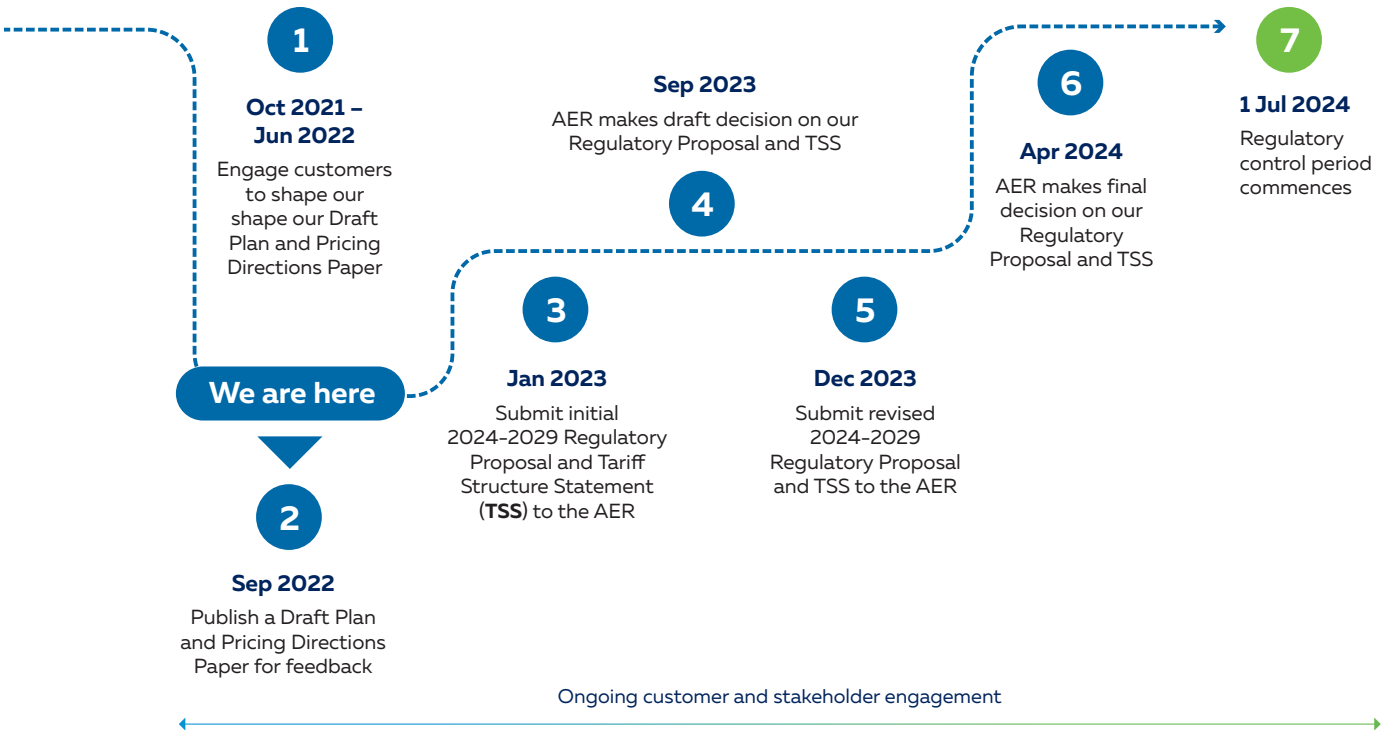 1
Oct 2021 –
Jun 2022
Engage customers
to shape our
shape our Draft
Plan and Pricing
Directions Paper
We are here
2
Sep 2022
Publish a Draft Plan
and Pricing Directions
Paper for feedback
3
Jan 2023
Submit initial
2024-2029 Regulatory
Proposal and Tariff
Structure Statement
(TSS) to the AER
Sep 2023
AER makes draft decision on our
Regulatory Proposal and TSS
4
5
Dec 2023
Submit revised
2024-2029
Regulatory Proposal
and TSS to the AER
6
Apr 2024
AER makes final
decision on our
Regulatory
Proposal and TSS
7
1 Jul 2024
Regulatory
control period
commences
Ongoing customer and stakeholder engagement